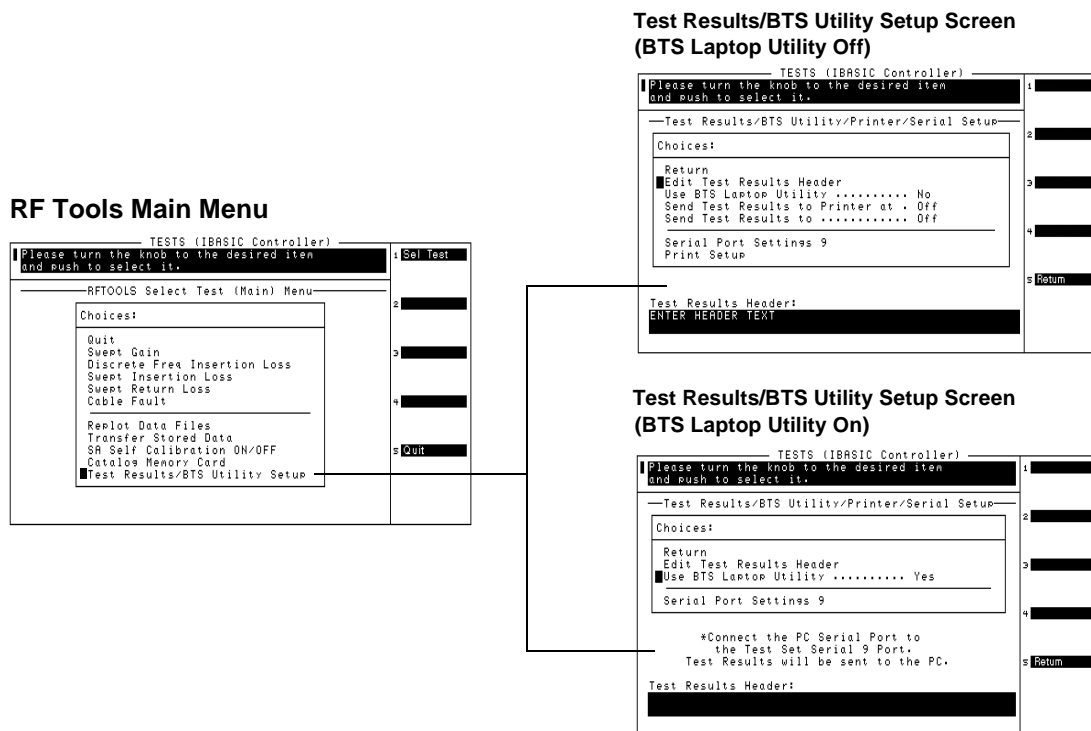 RF Tools Main Menu
TESTS (IBASIC Controller)
Please turn the knob to the desired item
and push to select it.
RFTOOLS Select Test (Main) Menu
Choices:
Quit
Swept Gain
Discrete Freq Insertion Loss
Swept Insertion Loss
Swept Return Loss
Cable Fault
Replot Data Files
Transfer Stored Data
SA Self Calibration ON/OFF
Catalog Memory Card
Test Results/BTS Utility Setup
1 Sel Test
2
3
4
5 Quit
Test Results/BTS Utility Setup Screen
(BTS Laptop Utility Off)
TESTS (IBASIC Controller)
Please turn the knob to the desired item
and push to select it.
Test Results/BTS Utility/Printer/Serial Setup
Choices:
Return
Edit Test Results Header
Use BTS Laptop Utility .......... No
Send Test Results to Printer at . Off
Send Test Results to ............ Off
Serial Port Settings 9
Print Setup
Test Results Header:
ENTER HEADER TEXT
1
2
3
4
5 Return
Test Results/BTS Utility Setup Screen
(BTS Laptop Utility On)
TESTS (IBASIC Controller)
Please turn the knob to the desired item
and push to select it.
Test Results/BTS Utility/Printer/Serial Setup
Choices:
Return
Edit Test Results Header
Use BTS Laptop Utility .......... Yes
Serial Port Settings 9
*Connect the PC Serial Port to
the Test Set Serial 9 Port.
Test Results will be sent to the PC.
Test Results Header:
1
2
3
4
5 Return